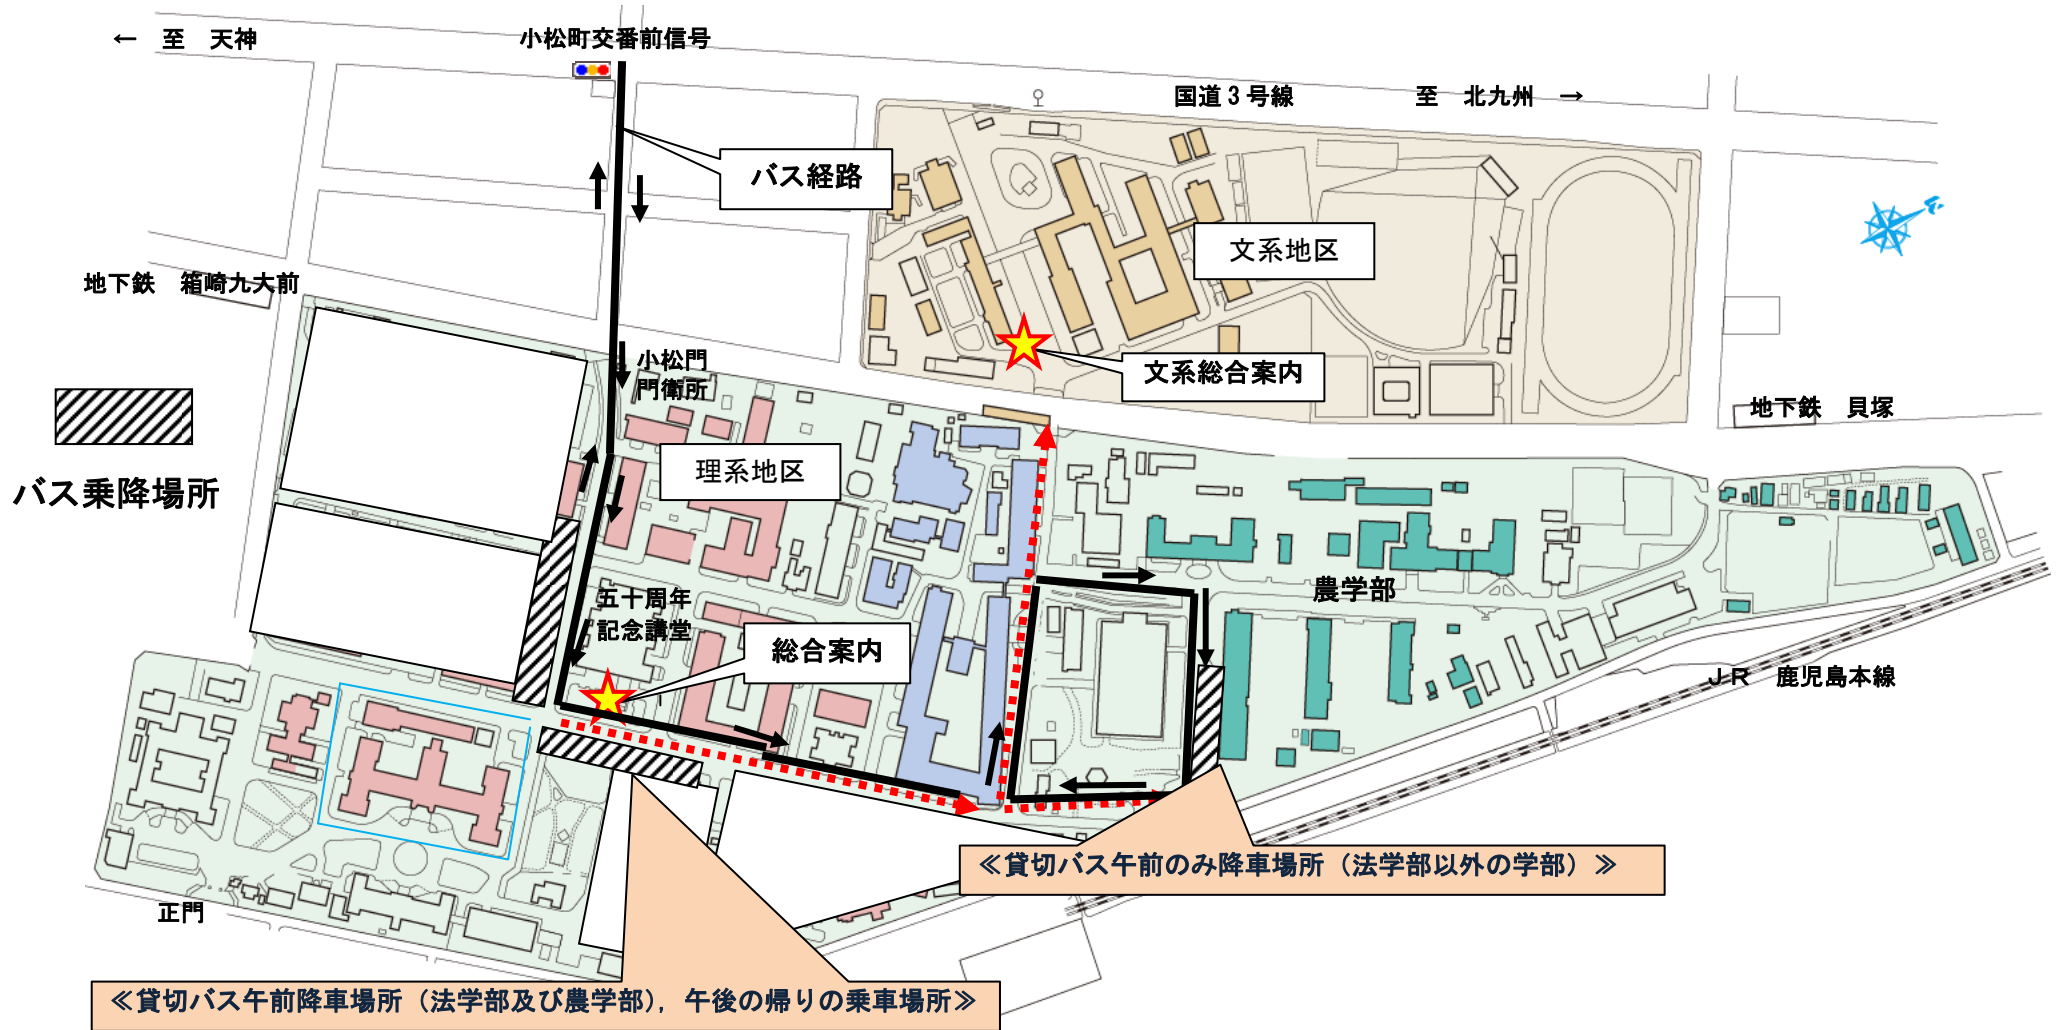 ← 至 天神
小松町交番前信号
国道3号線
至 北九州 →
バス経路
文系地区
地下鉄 箱崎九大前
小松門
門衛所
文系総合案内
地下鉄 貝塚
理系地区
バス乗降場所
五十周年
記念講堂
農学部
総合案内
JR 鹿児島本線
≪貸切バス午前のみ降車場所(法学部以外の学部)≫
正門
≪貸切バス午前降車場所(法学部及び農学部),午後の帰りの乗車場所≫